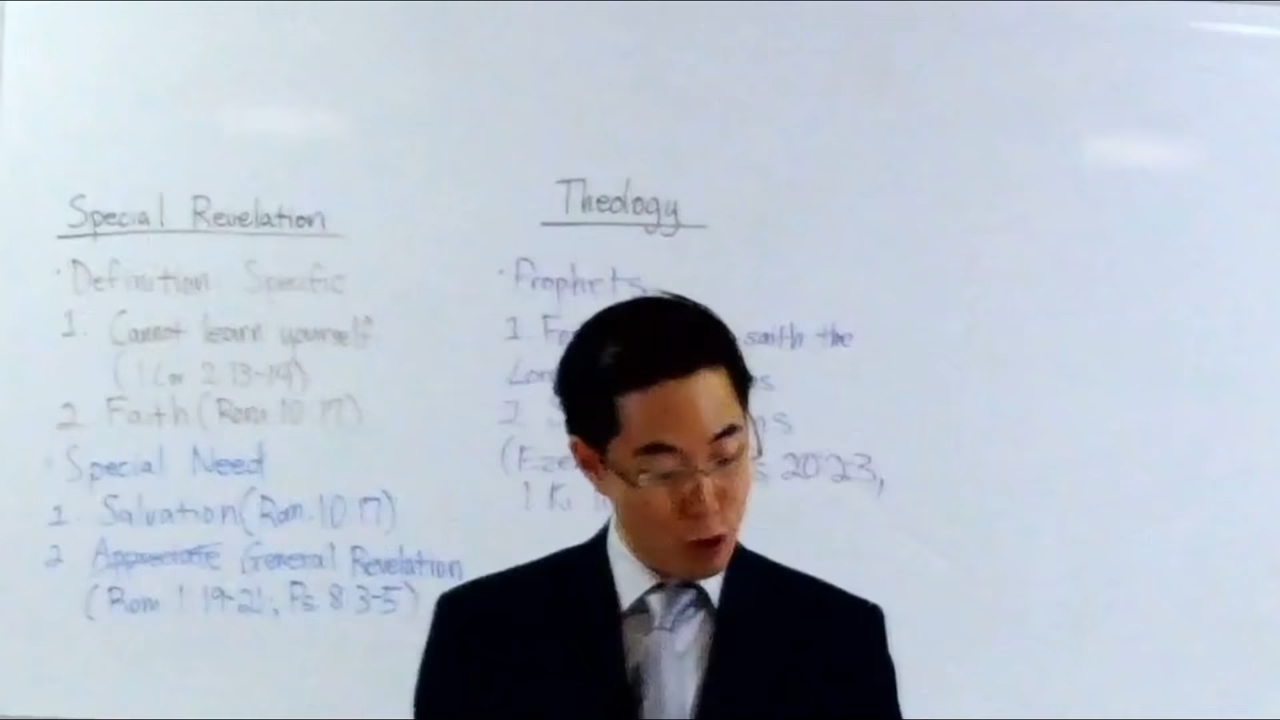 Special Revelation
· Definition Specific
1. Cannot learn yourself
(1 Cor 2 13-14)
2 Faith (Rom 10 17)
· Special Need
1 Salvation (Rom. 10 17)
2 Appreciate General Revelation
(Rom 1 19-21; Ps 8 3-5)
Theology
· Prophets
1 saith the
2
20 23,
1 Ki